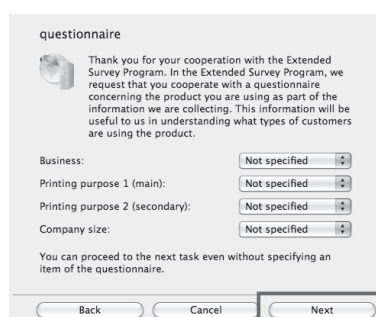 questionnaire
Thank you for your cooperation with the Extended
Survey Program. In the Extended Survey Program, we
request that you cooperate with a questionnaire
concerning the product you are using as part of the
information we are collecting. This information will be
useful to us in understanding what types of customers
are using the product.
Business: Not specified
Printing purpose 1 (main): Not specified
Printing purpose 2 (secondary): Not specified
Company size: Not specified
You can proceed to the next task even without specifying an
item of the questionnaire.
Back Cancel Next